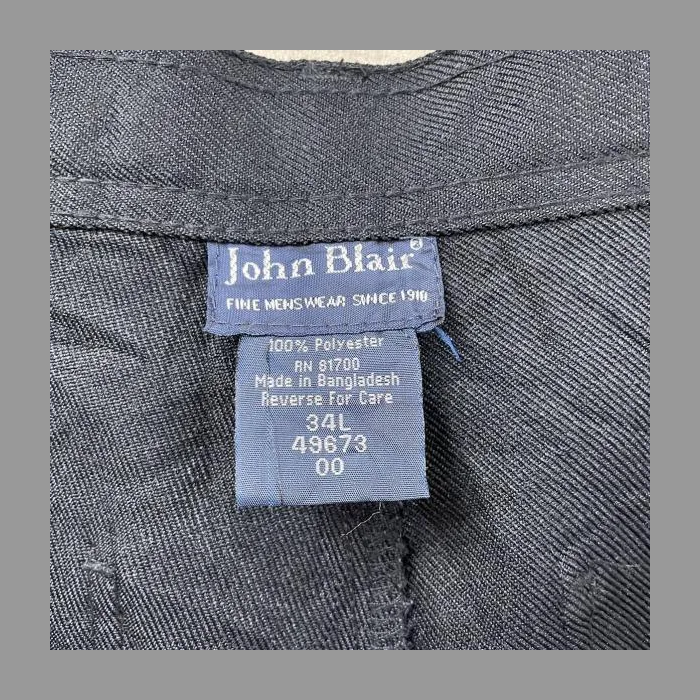 John Blair®
FINE MENSWEAR SINCE 1910
100% Polyester
RN 81700
Made in Bangladesh
Reverse For Care
34L
49673
00